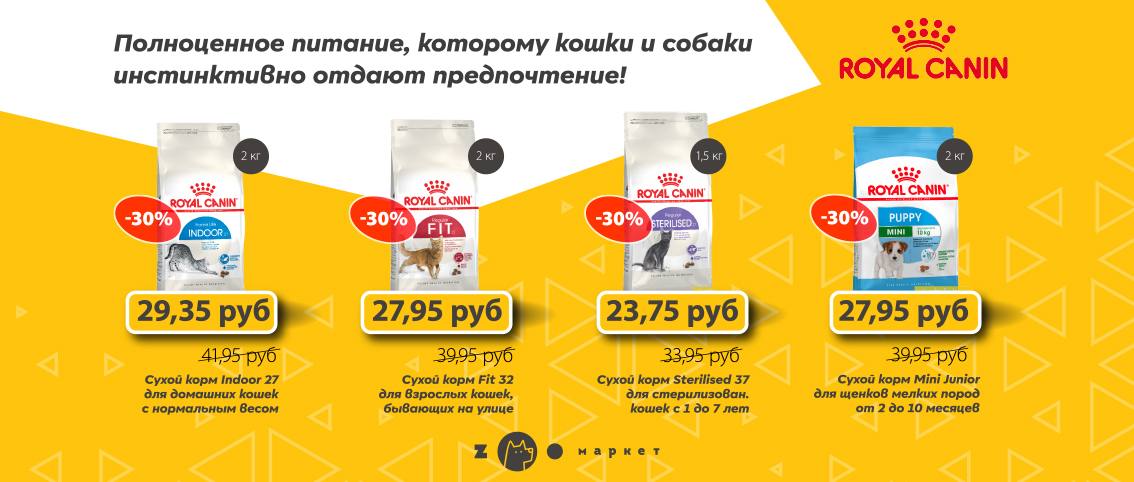 Полноценное питание, которому кошки и собаки
инстинктивно отдают предпочтение!
ROYAL CANIN
2 кг
ROYAL CANIN
-30%
INDOOR
29,35 руб
41,95 руб
Сухой корм Indoor 27
для домашних кошек
с нормальным весом
2 кг
ROYAL CANIN
-30%
Regular
FIT
27,95 руб
39,95 руб
Сухой корм Fit 32
для взрослых кошек,
бывающих на улице
1,5 кг
ROYAL CANIN
-30%
Regular
STERILISED
23,75 руб
33,95 руб
Сухой корм Sterilised 37
для стерилизован.
кошек с 1 до 7 лет
2 кг
ROYAL CANIN
-30%
PUPPY
MINI
10 kg
27,95 руб
39,95 руб
Сухой корм Mini Junior
для щенков мелких пород
от 2 до 10 месяцев
z маркет